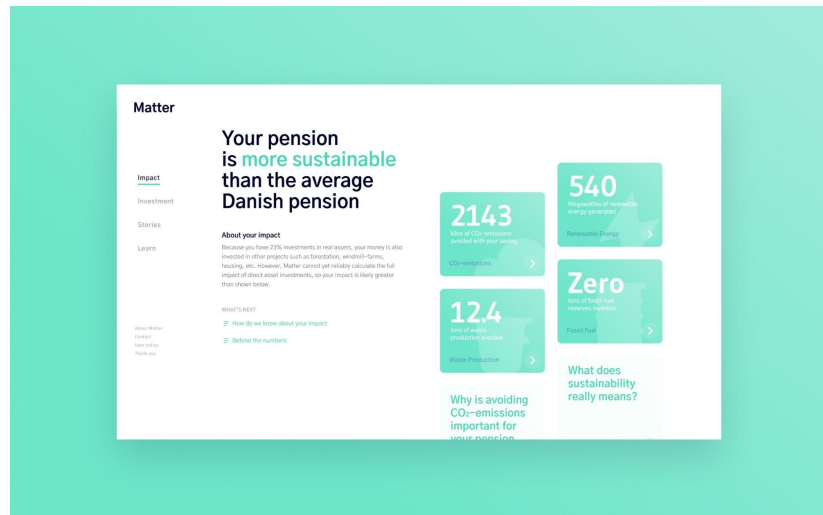 Matter
Impact
Investment
Stories
Learn
About Matter
Contact
User policy
Thank you
Your pension
is more sustainable
than the average
Danish pension
About your impact
Because you have 23% investments in real assets, your money is also
invested in other projects such as forestation, windmill-farms,
housing, etc. However, Matter cannot yet reliably calculate the full
impact of direct asset investments, so your impact is likely greater
than shown below.
WHAT'S NEXT
How do we know about your impact
Behind the numbers
2143
kiles of CO₂-emissions
avoided with your saving
CO₂-emissions
12.4
tons of waste
production avoided
Waste Production
Why is avoiding
CO₂-emissions
important for
your pension
540
Megawattes of renewable
energy generated
Renewable Energy
Zero
tons of fossil fuel
reserves invested
Fossil Fuel
What does
sustainability
really means?